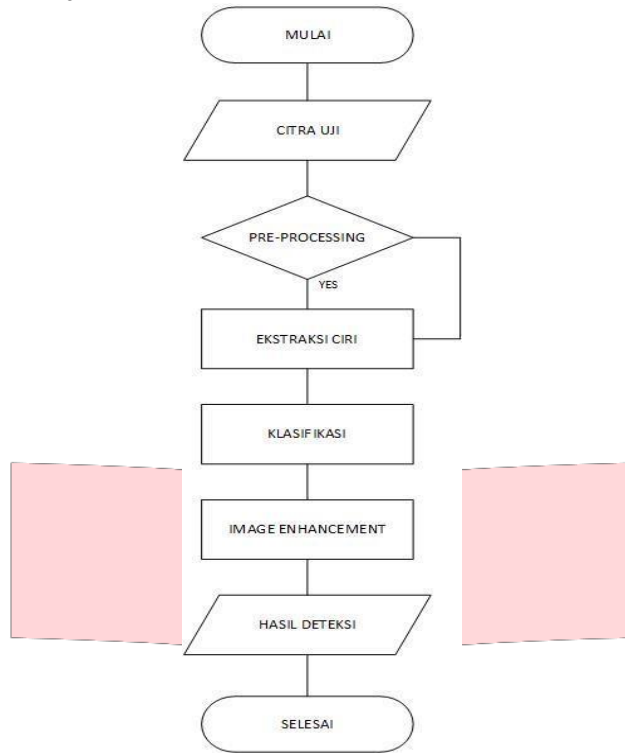 MULAI
CITRA UJI
PRE-PROCESSING
YES
EKSTRAKSI CIRI
KLASIFIKASI
IMAGE ENHANCEMENT
HASIL DETEKSI
SELESAI